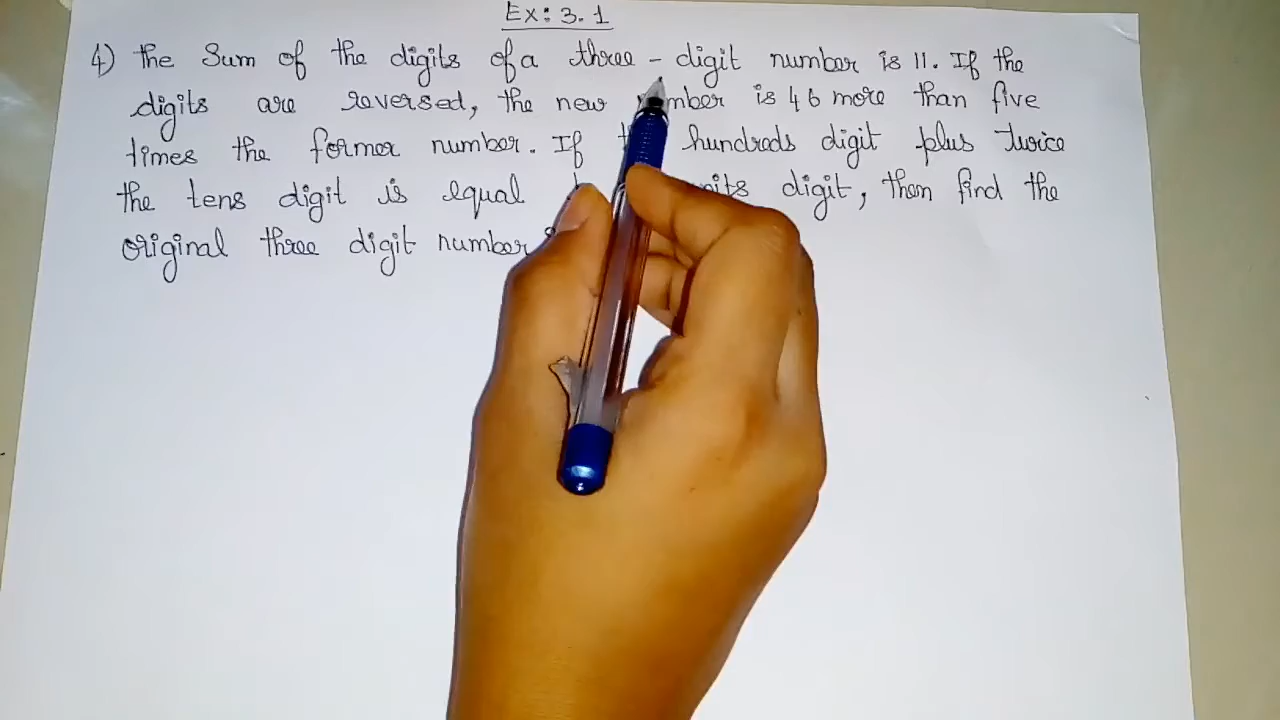 Ex: 3.1
4) the Sum of the digits of a three - digit number is 11. If the
digits are reversed, the new number is 46 more than five
times the former number. If hundreds digit plus twice
the tens digit is equal units digit, then find the
original three digit number